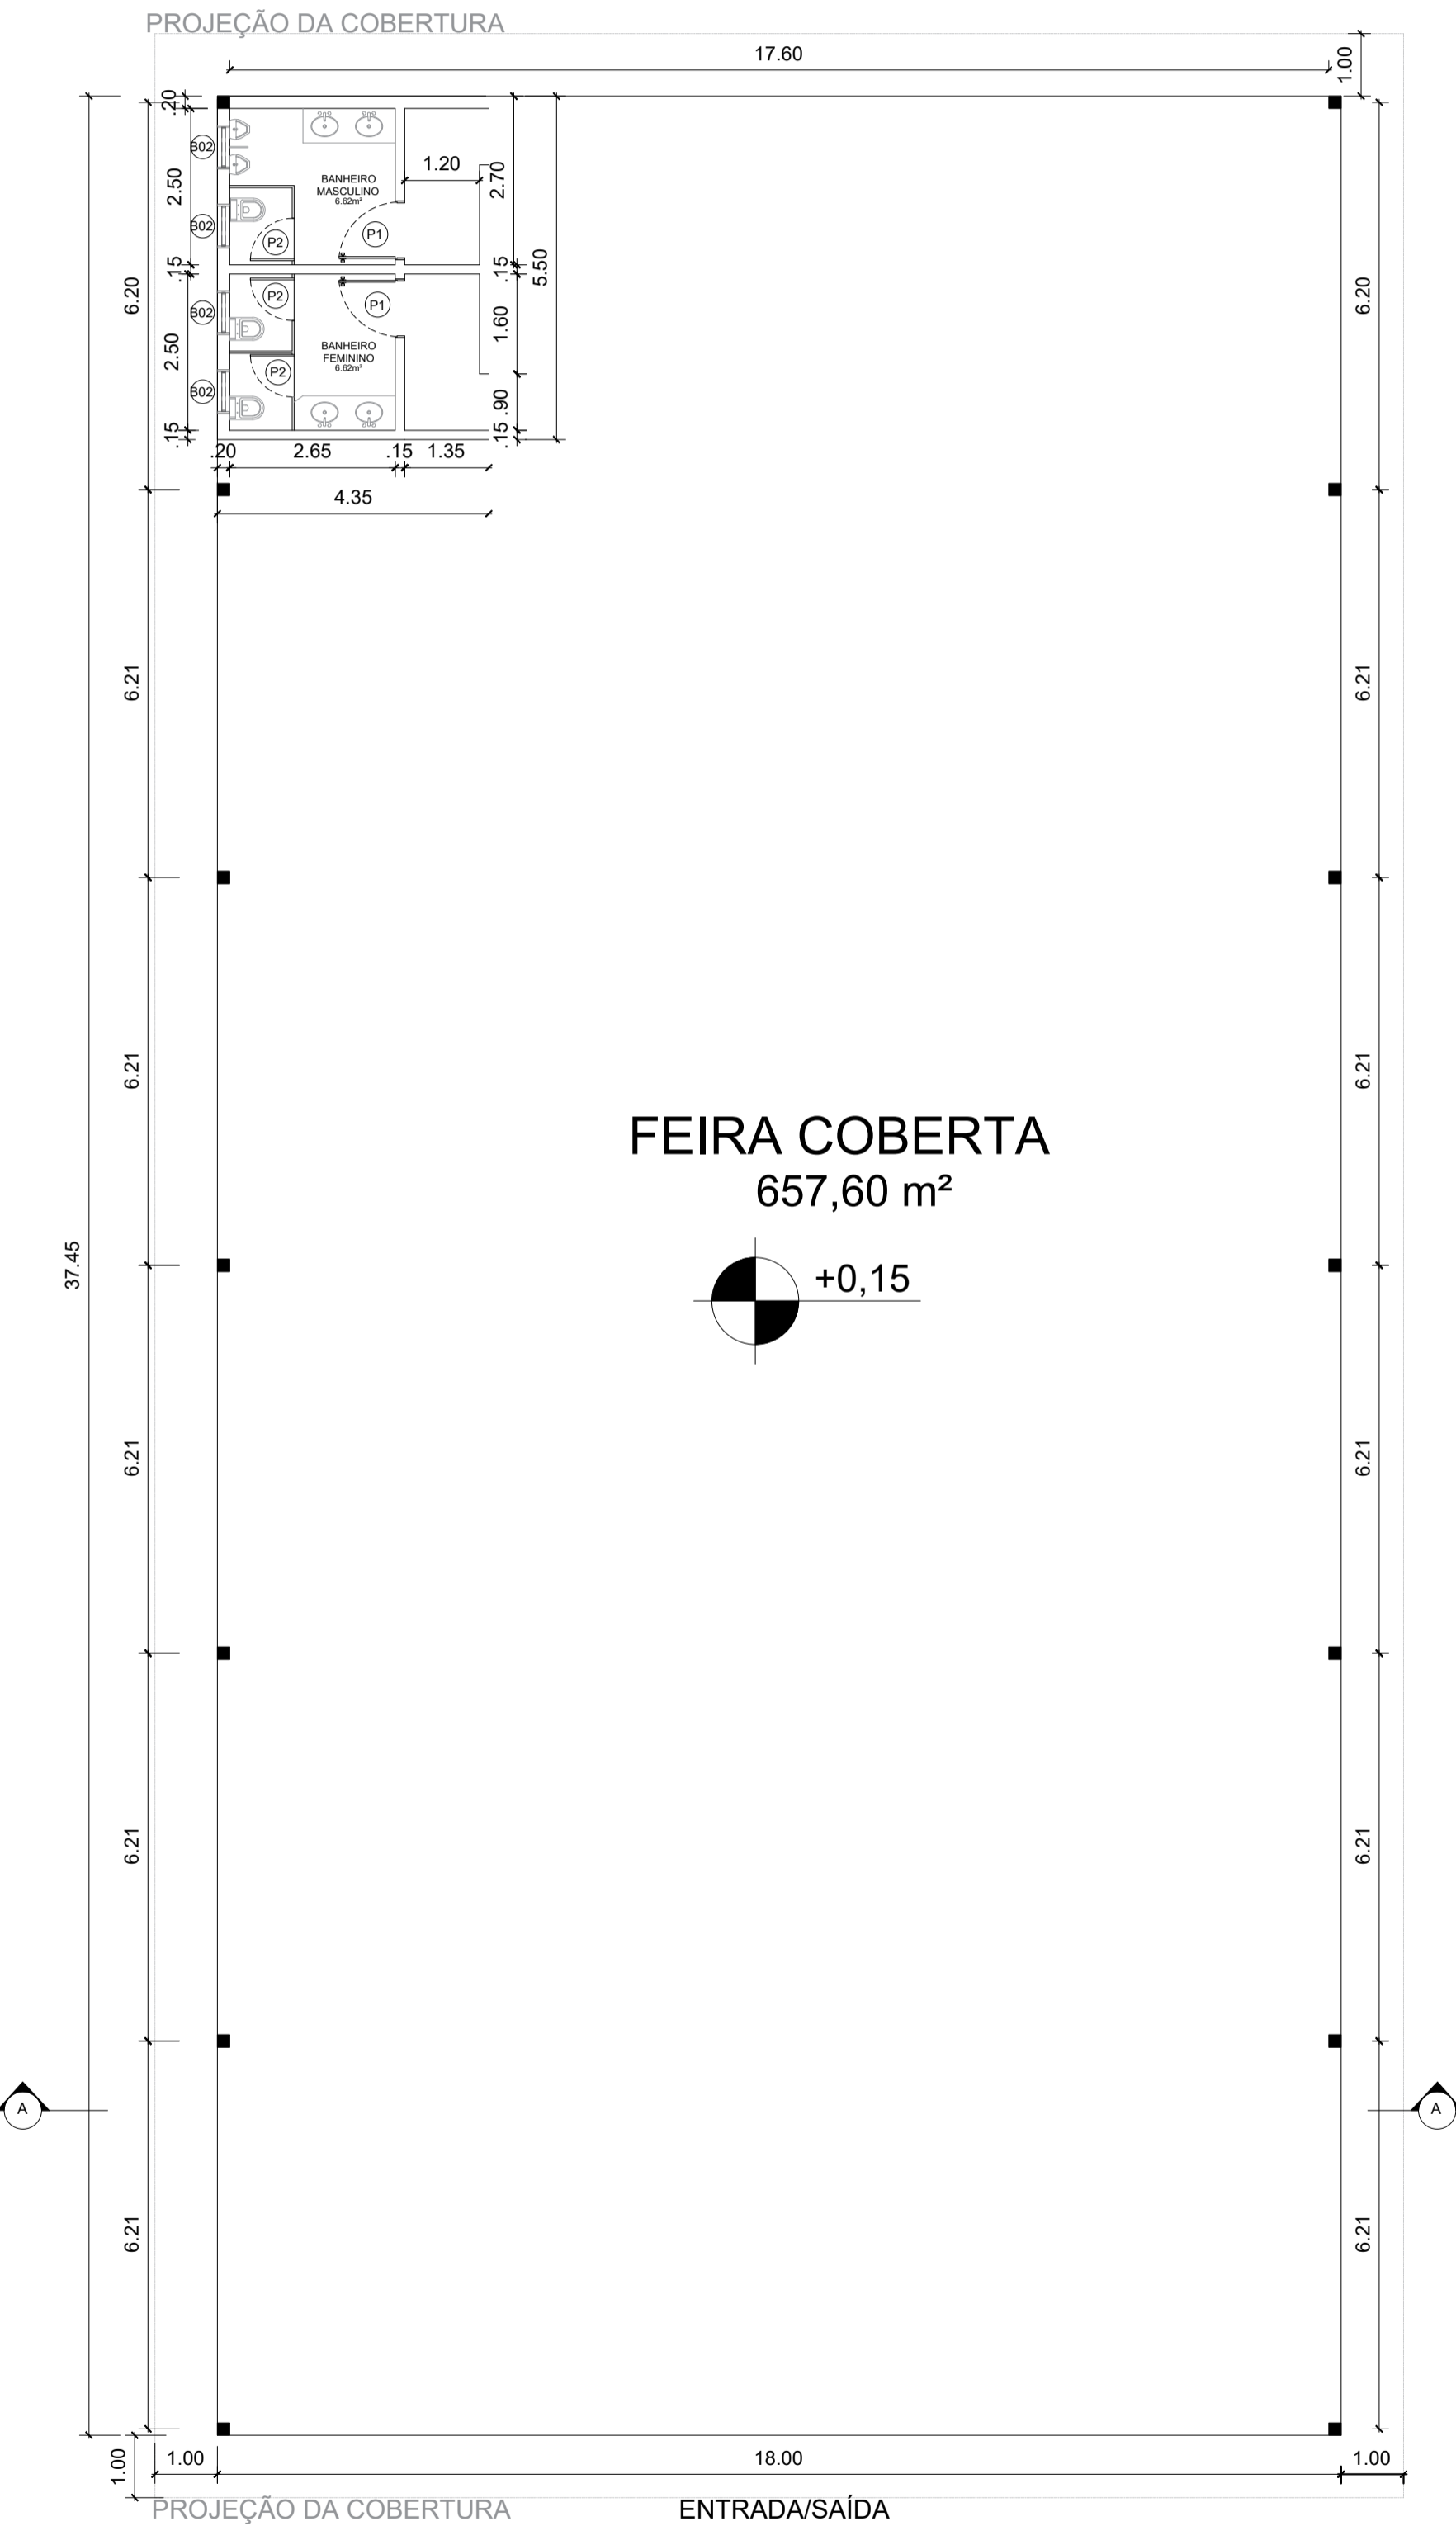 PROJEÇÃO DA COBERTURA
17.60
1.00
.20
B02
2.50
B02
BANHEIRO
MASCULINO
6.62m²
1.20
2.70
P2
P1
.15
.15
5.50
6.20
6.20
P2
P1
B02
1.60
BANHEIRO
FEMININO
6.62m²
2.50
P2
B02
.90
.15
.15
.20
2.65
.15
1.35
4.35
6.21
6.21
6.21
6.21
FEIRA COBERTA
657,60 m²
+0,15
37.45
6.21
6.21
6.21
6.21
A
A
6.21
6.21
1.00
1.00
18.00
1.00
PROJEÇÃO DA COBERTURA
ENTRADA/SAÍDA